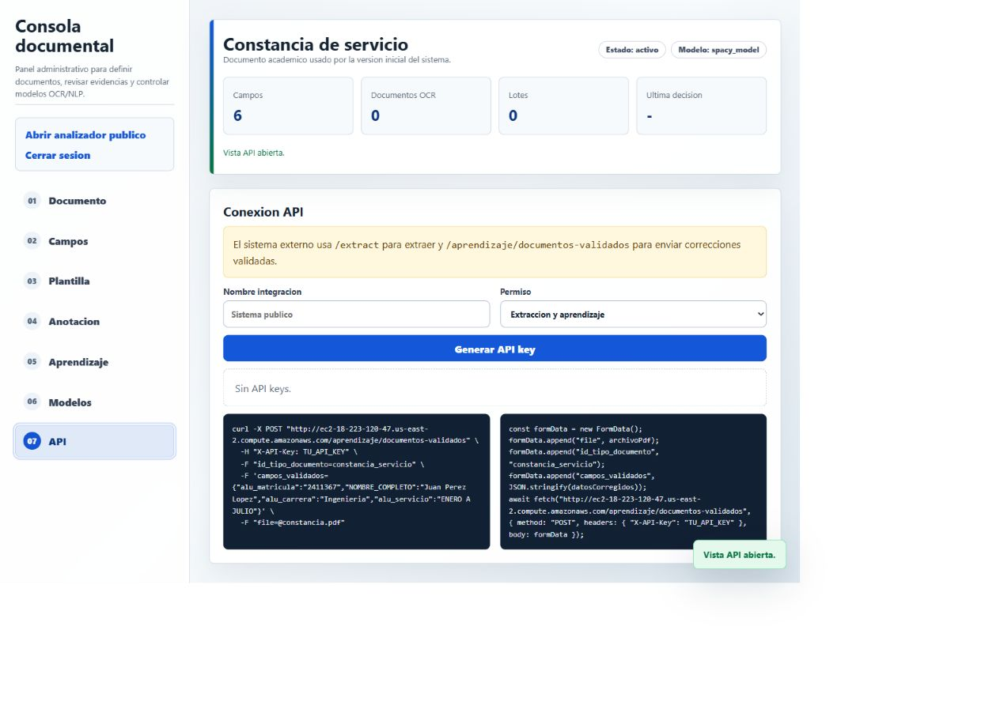 Consola
documental
Panel administrativo para definir
documentos, revisar evidencias y controlar
modelos OCR/NLP.
Abrir analizador publico
Cerrar sesion
01 Documento
02 Campos
03 Plantilla
04 Anotacion
05 Aprendizaje
06 Modelos
07 API
Constancia de servicio
Documento academico usado por la version inicial del sistema.
Estado: activo
Modelo: spacy_model
Campos
6
Documentos OCR
0
Lotes
0
Ultima decision
-
Vista API abierta.
Conexion API
El sistema externo usa /extract para extraer y /aprendizaje/documentos-validados para enviar correcciones
validadas.
Nombre integracion
Sistema publico
Permiso
Extraccion y aprendizaje
Generar API key
Sin API keys.
curl -X POST "http://ec2-18-223-120-47.us-east-
2.compute.amazonaws.com/aprendizaje/documentos-validados" \
-H "X-API-Key: TU_API_KEY" \
-F "id_tipo_documento=constancia_servicio" \
-F 'campos_validados=
{"alu_matricula":"2411367","NOMBRE_COMPLETO":"Juan Perez
Lopez","alu_carrera":"Ingenieria","alu_servicio":"ENERO A
JULIO"}' \
-F "file=@constancia.pdf"
const formData = new FormData();
formData.append("file", archivoPdf);
formData.append("id_tipo_documento",
"constancia_servicio");
formData.append("campos_validados",
JSON.stringify(datosCorregidos));
await fetch("http://ec2-18-223-120-47.us-east-
2.compute.amazonaws.com/aprendizaje/documentos-validados",
{ method: "POST", headers: { "X-API-Key": "TU_API_KEY" },
body: formData });
Vista API abierta.